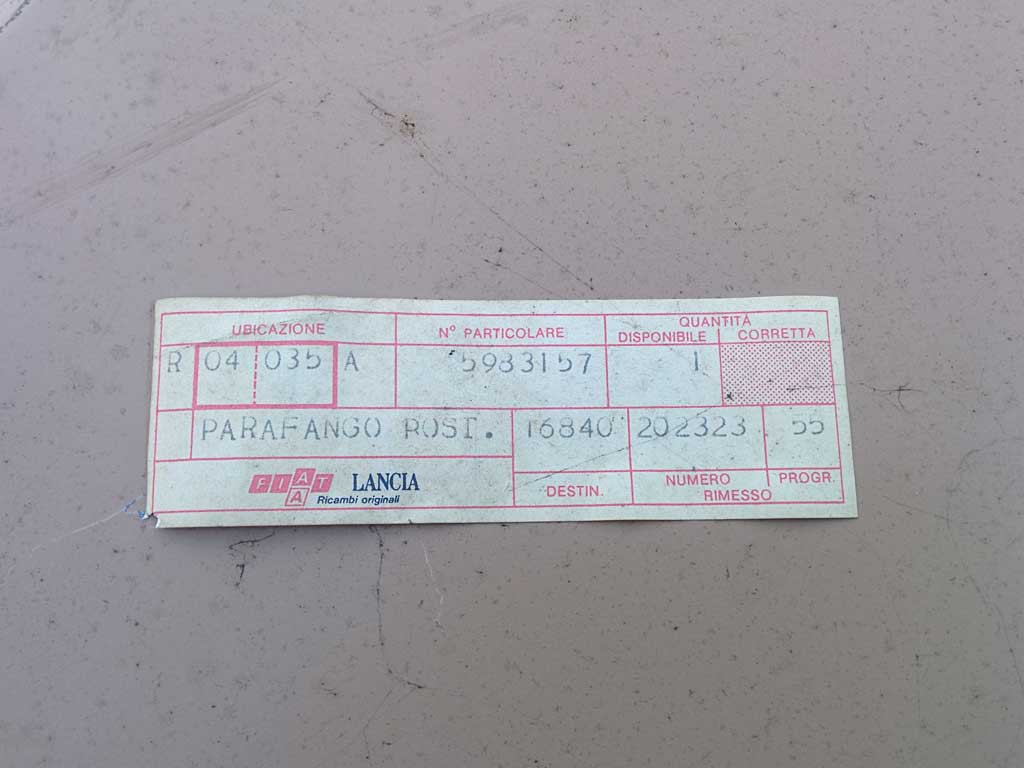 UBICAZIONE N° PARTICOLARE QUANTITÀ
DISPONIBILE CORRETTA
R 04 035 A 5983157 1
PARAFANGO POST. 16840 202323 55
FIAT LANCIA
Ricambi originali
DESTIN. NUMERO PROGR.
RIMESSO